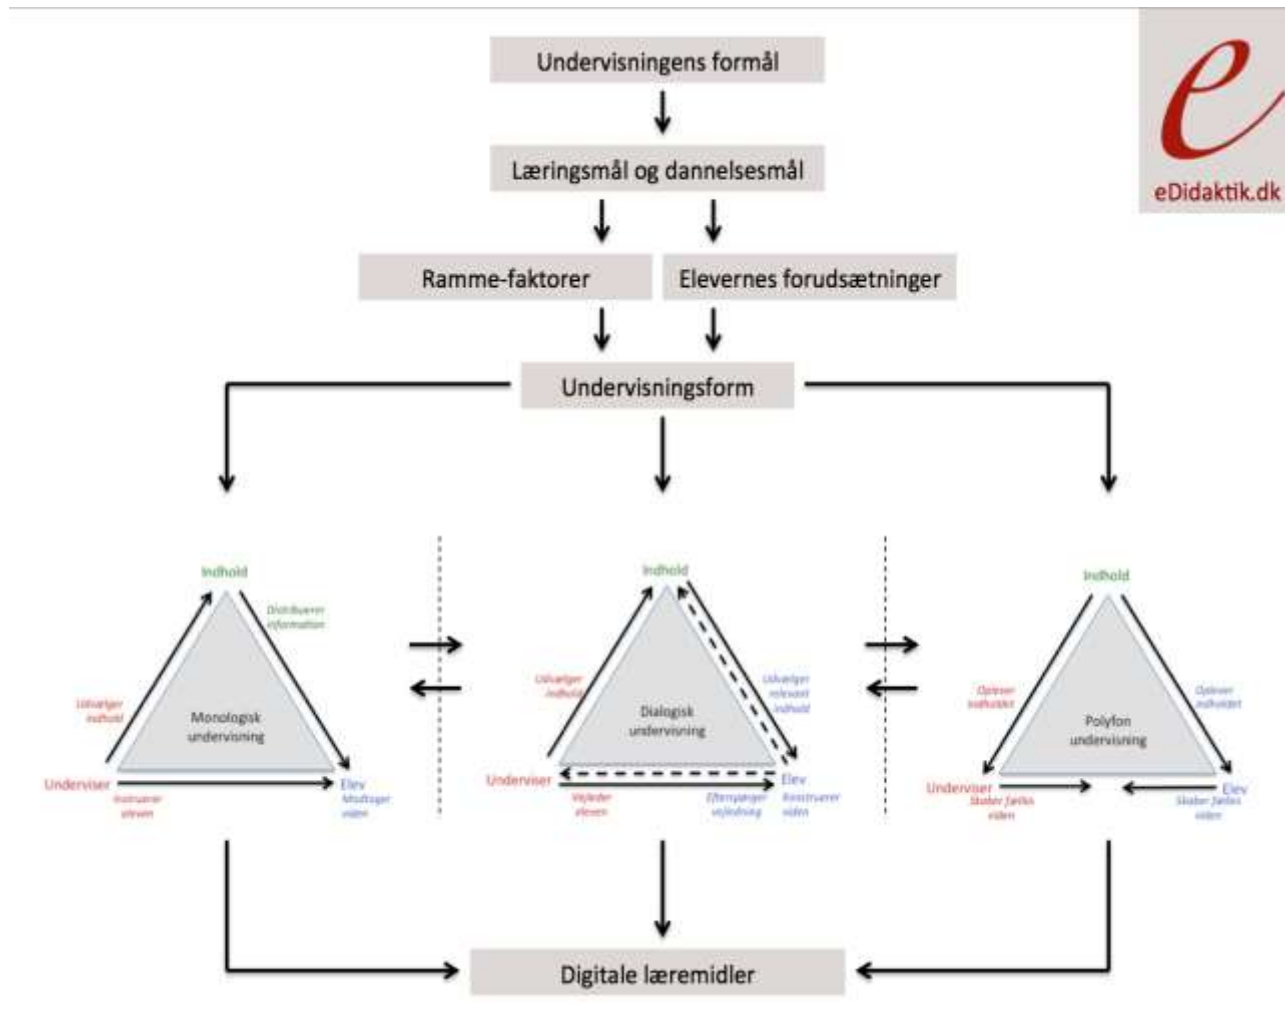 Undervisningens formål
eDidaktik.dk
Læringsmål og dannelsesmål
Ramme-faktorer
Elevernes forudsætninger
Undervisningsform
Indhold
Distribuerer
information
Udvælger
indhold
Monologisk
undervisning
Underviser
Elev
Instruerer
eleven
Modtager
viden
Indhold
Udvælger
indhold
Udvælger
relevant
indhold
Dialogisk
undervisning
Underviser
Elev
Vejleder
eleven
Efterspørger
vejledning
Konstruerer
viden
Indhold
Oplever
indholdet
Oplever
indholdet
Polyfon
undervisning
Underviser
Elev
Skaber fælles
viden
Skaber fælles
viden
Digitale læremidler